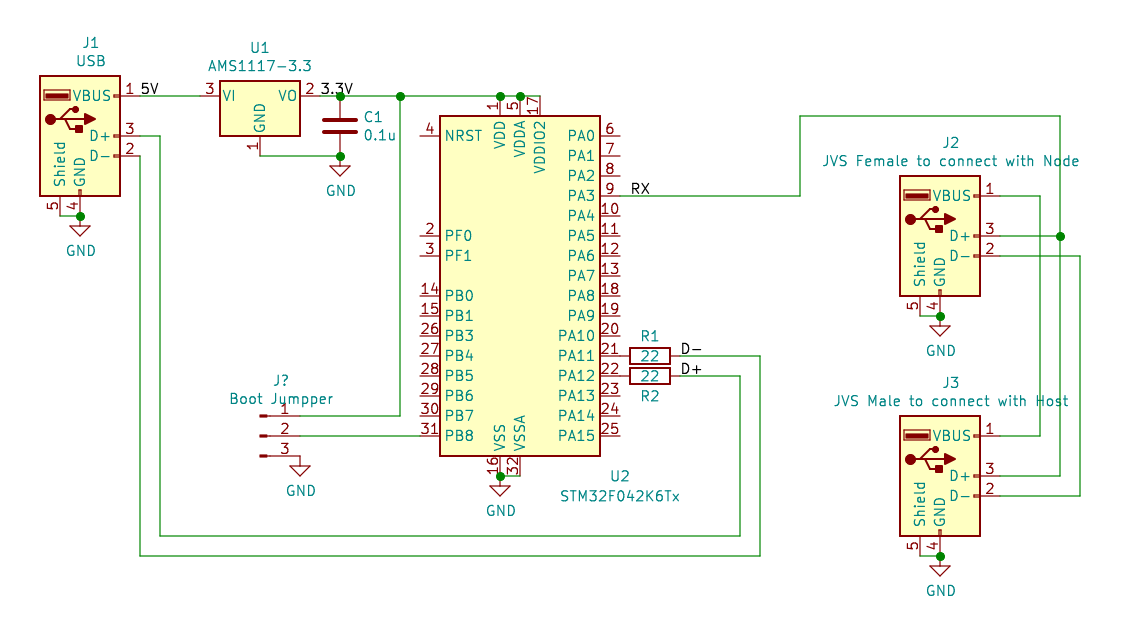 J1
USB
VBUS
1
5V
D+
3
D-
2
Shield
GND
5
4
GND
U1
AMS1117-3.3
3
VI
VO
2
3.3V
GND
1
C1
0.1u
GND
1
5
17
VDD
VDDA
VDDIO2
4
NRST
PA0
6
PA1
7
PA2
8
PA3
9
RX
PA4
10
2
PF0
PA5
11
3
PF1
PA6
12
PA7
13
14
PB0
PA8
18
15
PB1
PA9
19
26
PB3
PA10
20
27
PB4
PA11
21
28
PB5
PA12
22
29
PB6
PA13
23
30
PB7
PA14
24
31
PB8
PA15
25
VSS
VSSA
16
32
GND
U2
STM32F042K6Tx
R1
22
D-
22
D+
R2
J?
Boot Jumpper
1
2
3
GND
J2
JVS Female to connect with Node
VBUS
1
D+
3
D-
2
Shield
GND
5
4
GND
J3
JVS Male to connect with Host
VBUS
1
D+
3
D-
2
Shield
GND
5
4
GND